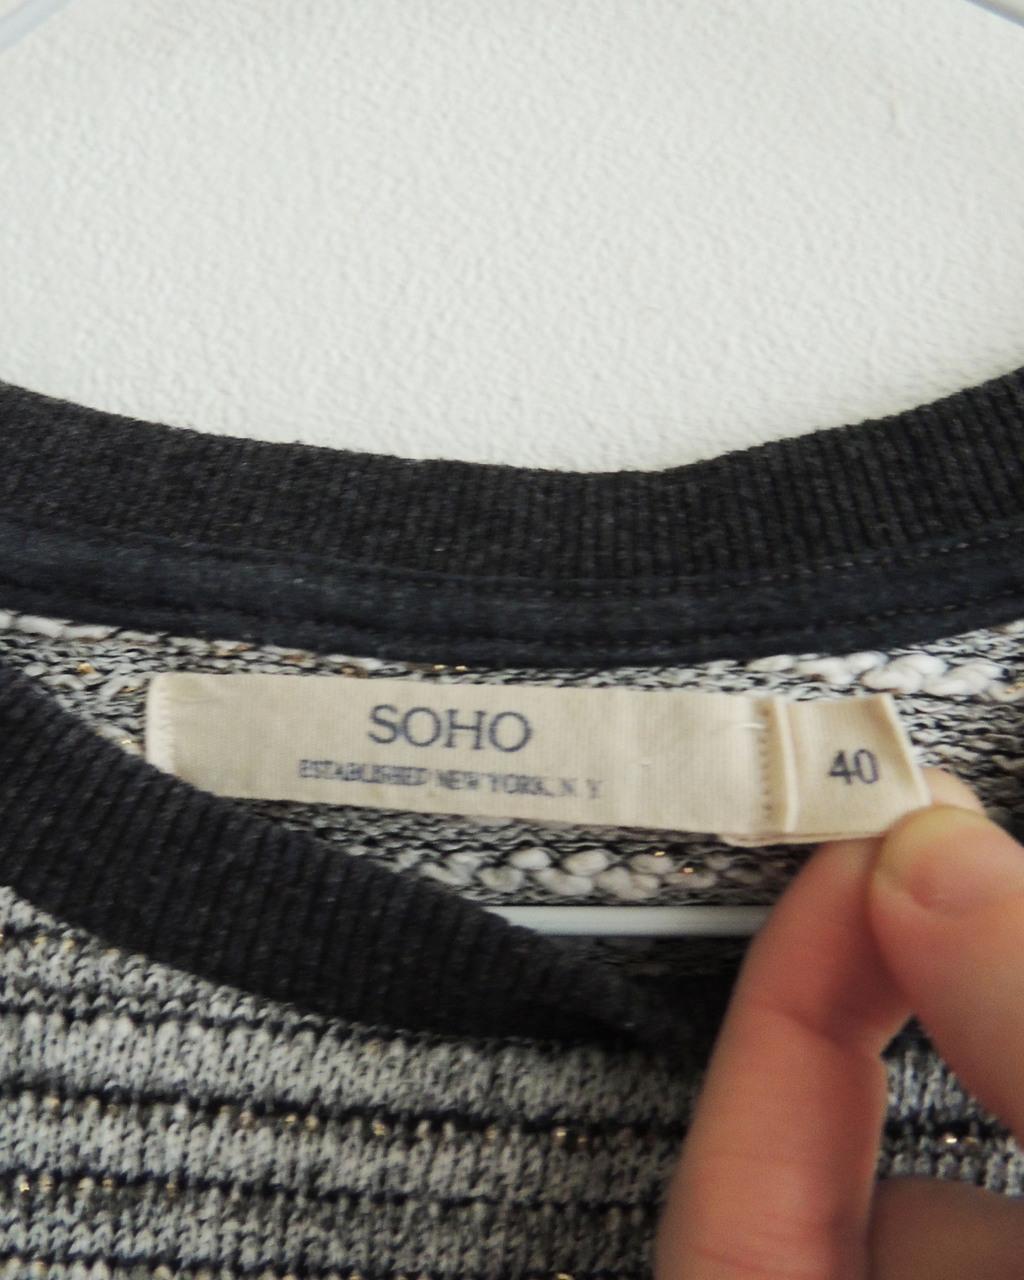 SOHO
ESTABLISHED NEW YORK, N Y
40